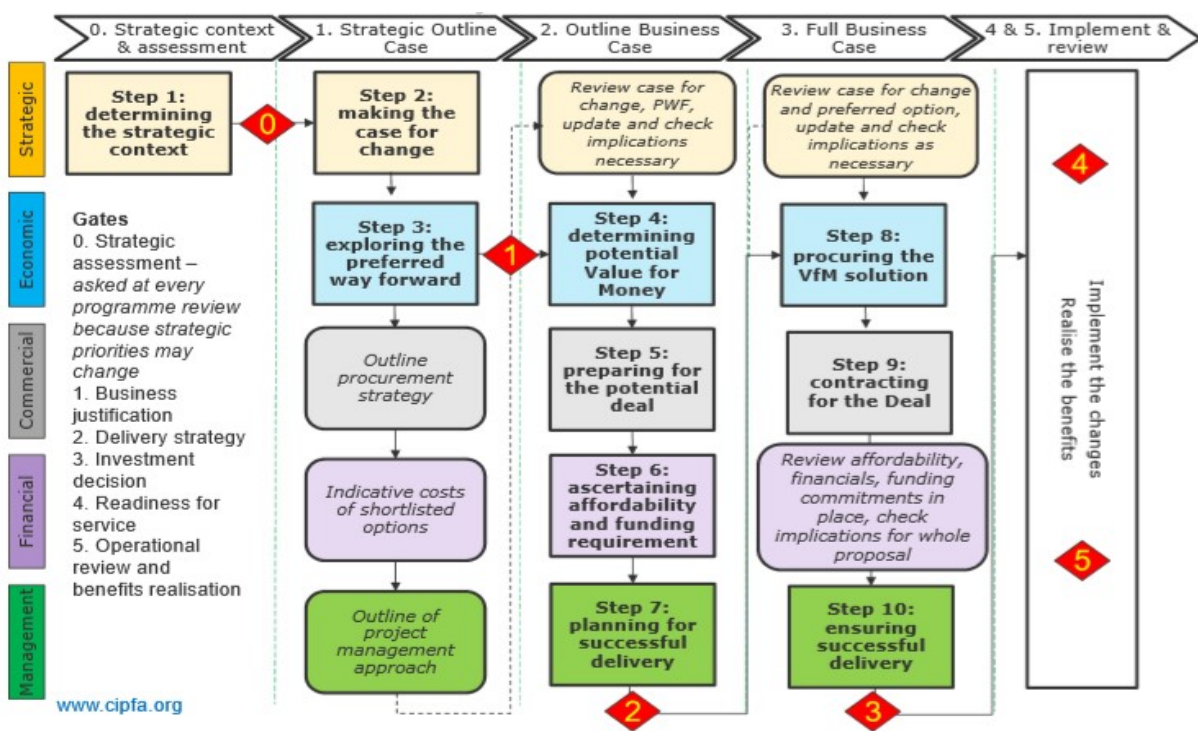 0. Strategic context
& assessment
1. Strategic Outline
Case
2. Outline Business
Case
3. Full Business
Case
4 & 5. Implement &
review
Strategic
Step 1:
determining
the strategic
context
0
Step 2:
making the
case for
change
Review case for
change, PWF,
update and check
implications
necessary
Review case for change
and preferred option,
update and check
implications as
necessary
4
Economic
Gates
0. Strategic
assessment –
asked at every
programme review
because strategic
priorities may
change
1. Business
justification
2. Delivery strategy
3. Investment
decision
4. Readiness for
service
5. Operational
review and
benefits realisation
Step 3:
exploring the
preferred
way forward
1
Step 4:
determining
potential
Value for
Money
Step 8:
procuring the
VfM solution
Implement the changes
Realise the benefits
Commercial
Outline
procurement
strategy
Step 5:
preparing for
the potential
deal
Step 9:
contracting
for the Deal
Financial
Indicative costs
of shortlisted
options
Step 6:
ascertaining
affordability
and funding
requirement
Review affordability,
financials, funding
commitments in
place, check
implications for whole
proposal
5
Management
Outline of
project
management
approach
Step 7:
planning for
successful
delivery
Step 10:
ensuring
successful
delivery
www.cipfa.org
2
3